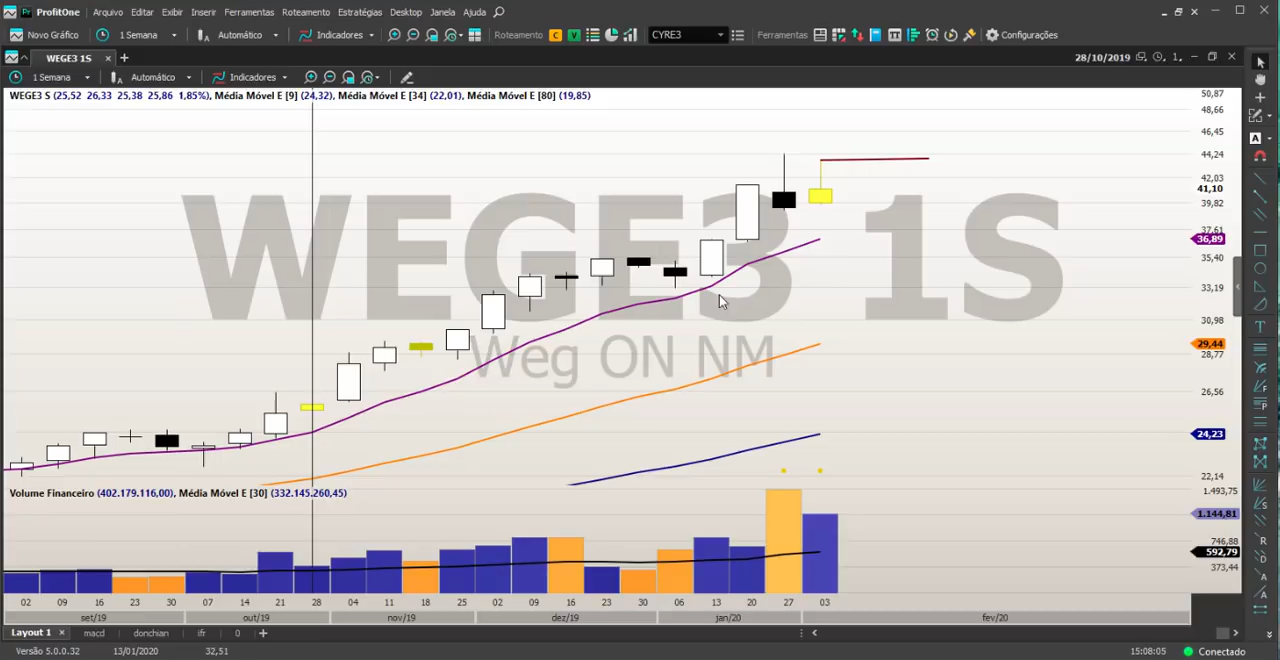 ProfitOne Arquivo Editar Exibir Inserir Ferramentas Roteamento Estratégias Desktop Janela Ajuda
Novo Gráfico 1 Semana Automático Indicadores Roteamento C V CYRE3 Ferramentas Configurações
WEGE3 1S 28/10/2019 1
1 Semana Automático Indicadores
WEGE3 S (25,52 26,33 25,38 25,86 1,85%), Média Móvel E [9] (24,32), Média Móvel E [34] (22,01), Média Móvel E [80] (19,85)
50,87
48,66
46,45
44,24
42,03
41,10
39,82
37,61
36,89
35,40
33,19
30,98
29,44
28,77
26,56
24,23
22,14
WEGE3 1S
Weg ON NM
Volume Financeiro (402.179.116,00), Média Móvel E [30] (332.145.260,45)
1.493,75
1.144,81
746,88
592,79
373,44
02 09 16 23 30 07 14 21 28 04 11 18 25 02 09 16 23 30 06 13 20 27 03
set/19 out/19 nov/19 dez/19 jan/20 fev/20
Layout 1 macd donchian ifr 0
Versão 5.0.0.32 13/01/2020 32,51 15:08:05 Conectado